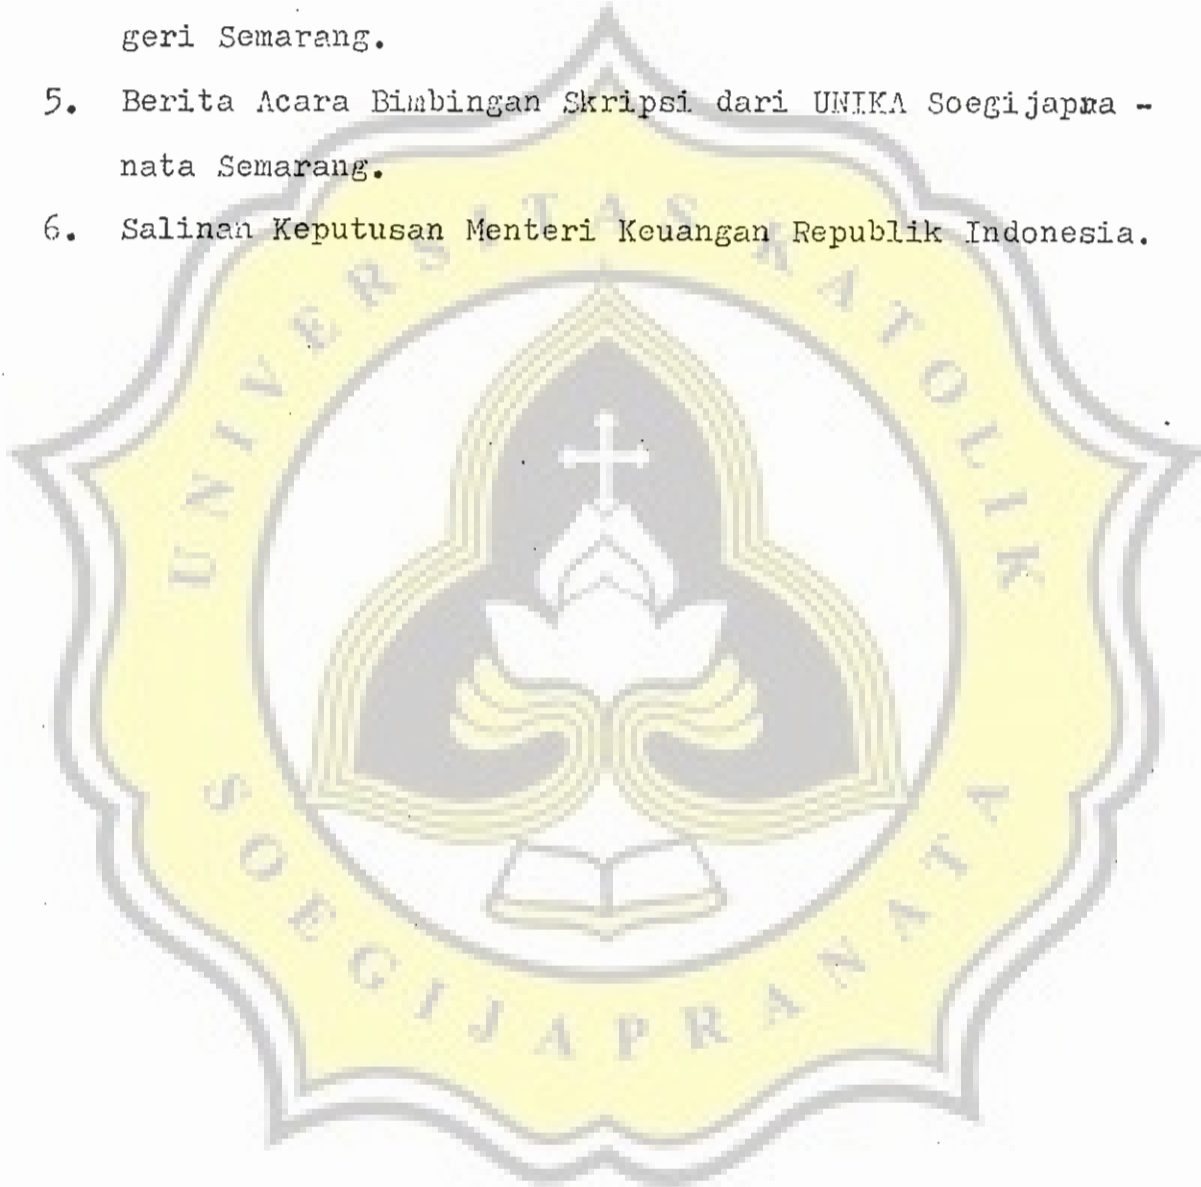 geri Semarang.
5. Berita Acara Bimbingan Skripsi dari UNIKA Soegijapra -
nata Semarang.
6. Salinan Keputusan Menteri Keuangan Republik Indonesia.
UNIVERSITAS KATOLIK
SOEGIJAPRANATA